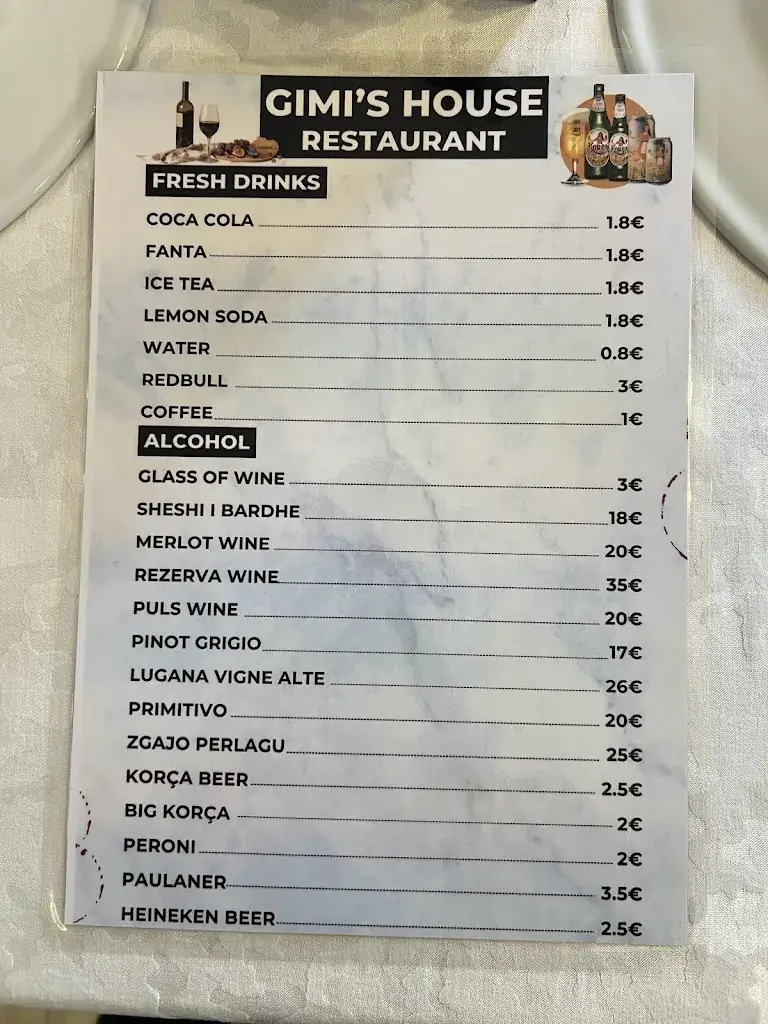 GIMI'S HOUSE
RESTAURANT
FRESH DRINKS
COCA COLA 1.8€
FANTA 1.8€
ICE TEA 1.8€
LEMON SODA 1.8€
WATER 0.8€
REDBULL 3€
COFFEE 1€
ALCOHOL
GLASS OF WINE 3€
SHESHI I BARDHE 18€
MERLOT WINE 20€
REZERVA WINE 35€
PULS WINE 20€
PINOT GRIGIO 17€
LUGANA VIGNE ALTE 26€
PRIMITIVO 20€
ZGAJO PERLAGU 25€
KORÇA BEER 2.5€
BIG KORÇA 2€
PERONI 2€
PAULANER 3.5€
HEINEKEN BEER 2.5€